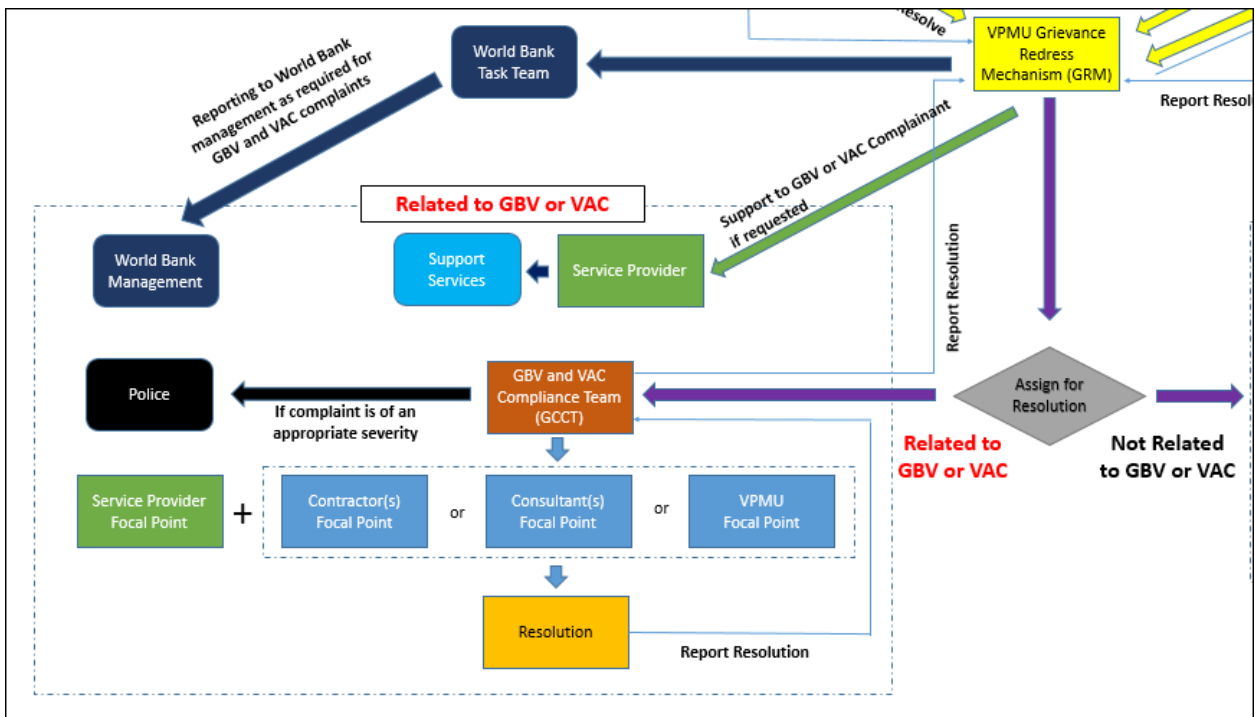 Resolve
VPMU Grievance
Redress
Mechanism (GRM)
World Bank
Task Team
Reporting to World Bank
management as required for
GBV and VAC complaints
Report Resol
Support to GBV or VAC Complainant
if requested
Related to GBV or VAC
World Bank
Management
Support
Services
Service Provider
Report Resolution
Police
If complaint is of an
appropriate severity
GBV and VAC
Compliance Team
(GCCT)
Assign for
Resolution
Related to
GBV or VAC
Not Related
to GBV or VAC
Service Provider
Focal Point
+
Contractor(s)
Focal Point
or
Consultant(s)
Focal Point
or
VPMU
Focal Point
Resolution
Report Resolution